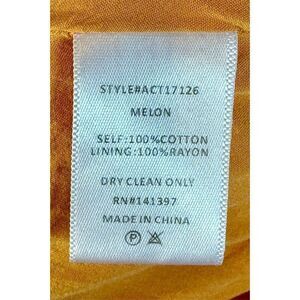 STYLE#ACT17126
MELON
SELF:100%COTTON
LINING:100%RAYON
DRY CLEAN ONLY
RN#141397
MADE IN CHINA
P